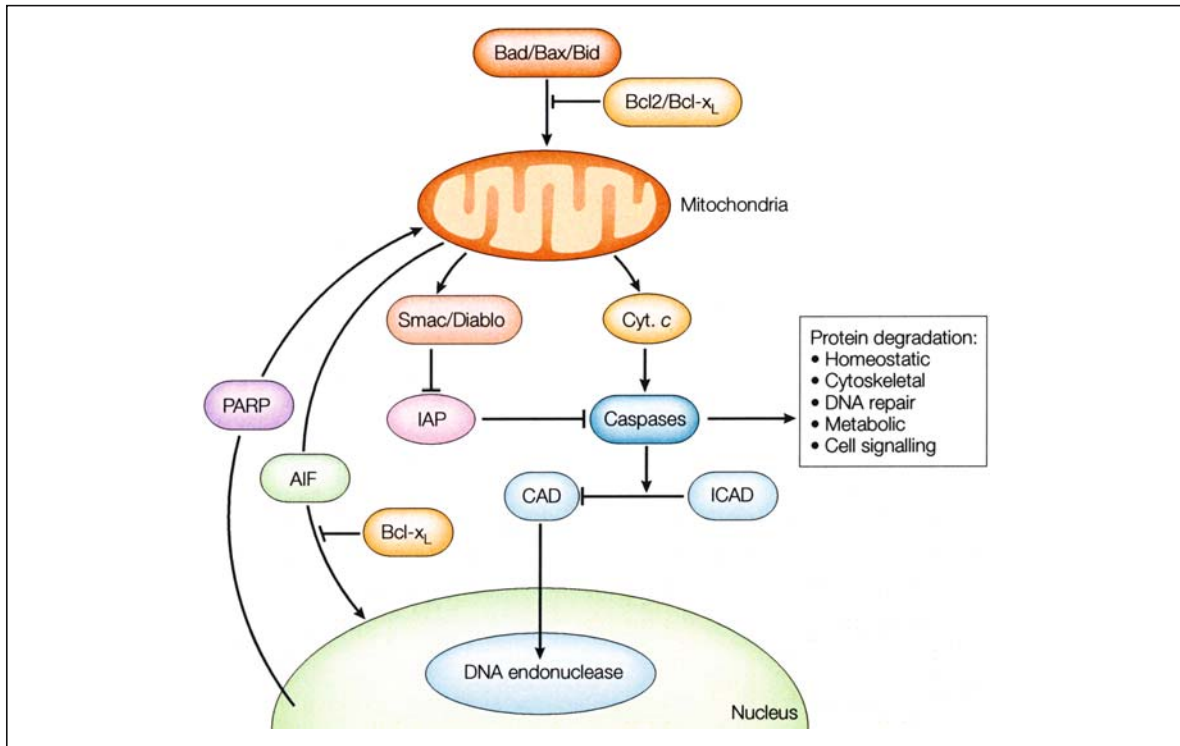 Bad/Bax/Bid
Bcl2/Bcl-xL
Mitochondria
Smac/Diablo
Cyt. c
Protein degradation:
• Homeostatic
• Cytoskeletal
• DNA repair
• Metabolic
• Cell signalling
PARP
IAP
Caspases
AIF
CAD
ICAD
Bcl-xL
DNA endonuclease
Nucleus